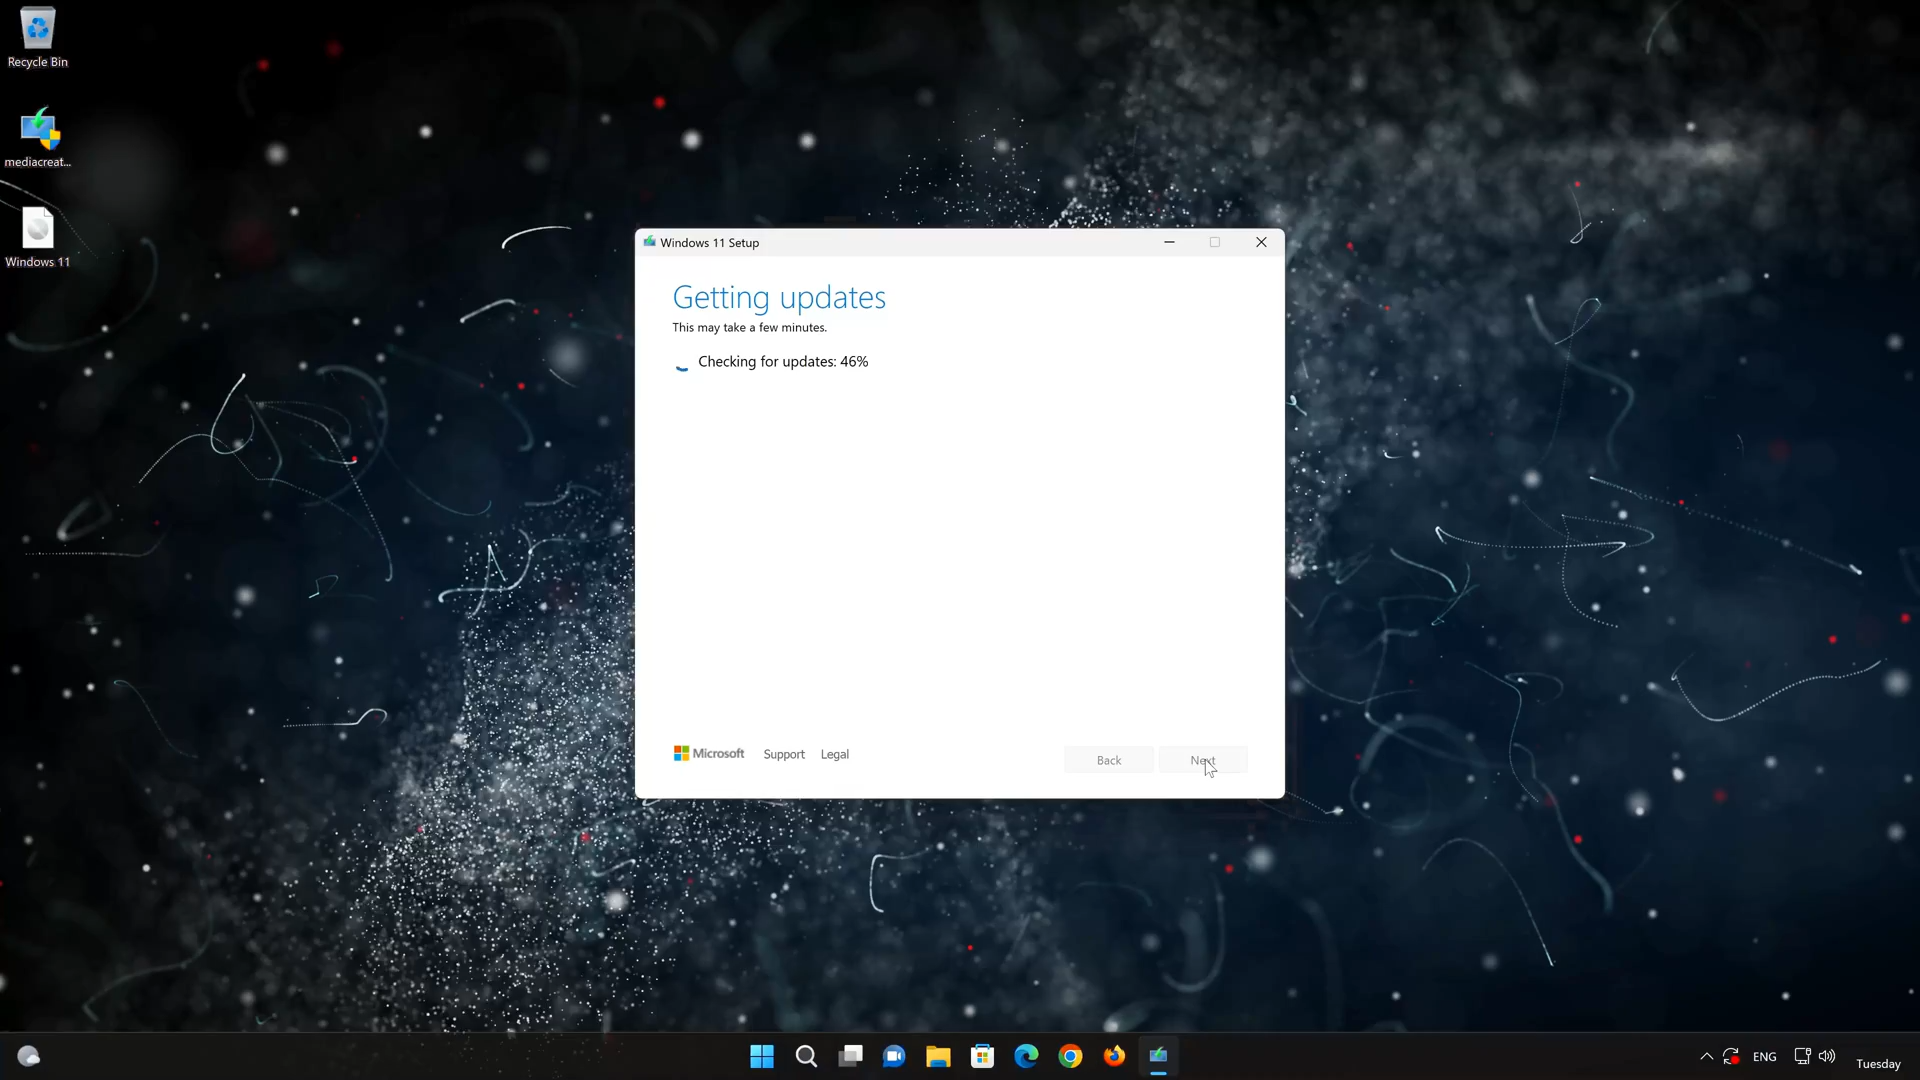 Recycle Bin
mediacreat...
Windows 11
Windows 11 Setup
Getting updates
This may take a few minutes.
Checking for updates: 46%
Microsoft Support Legal
Back Next
ENG
Tuesday